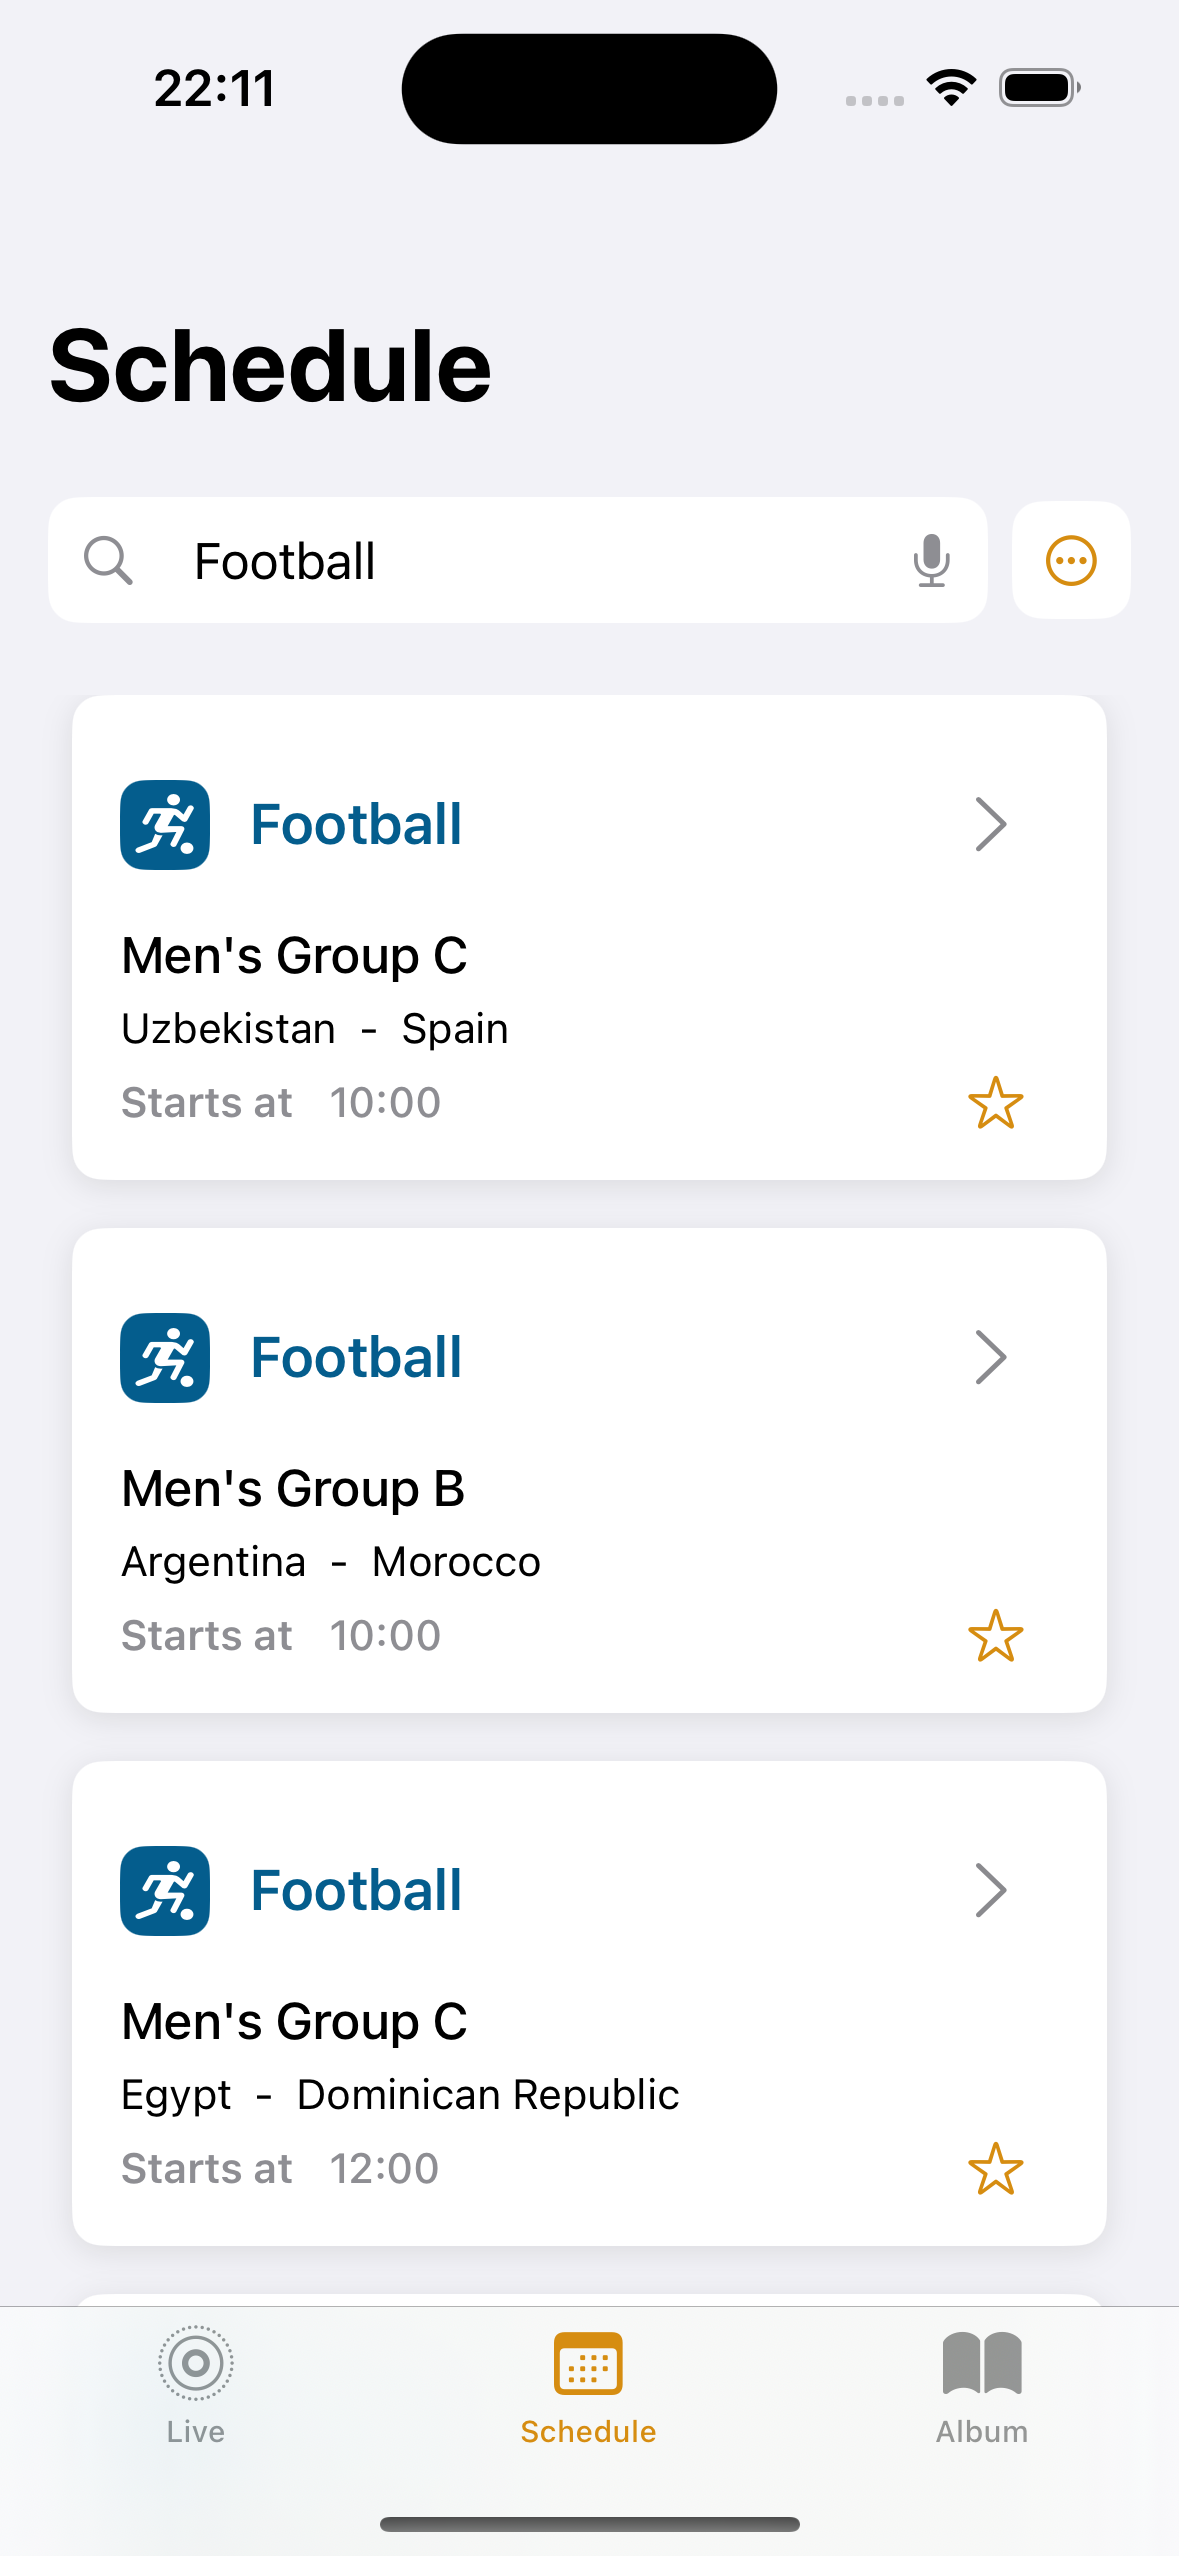 22:11
Schedule
Football
Football
Men's Group C
Uzbekistan - Spain
Starts at 10:00
Football
Men's Group B
Argentina - Morocco
Starts at 10:00
Football
Men's Group C
Egypt - Dominican Republic
Starts at 12:00
Live
Schedule
Album